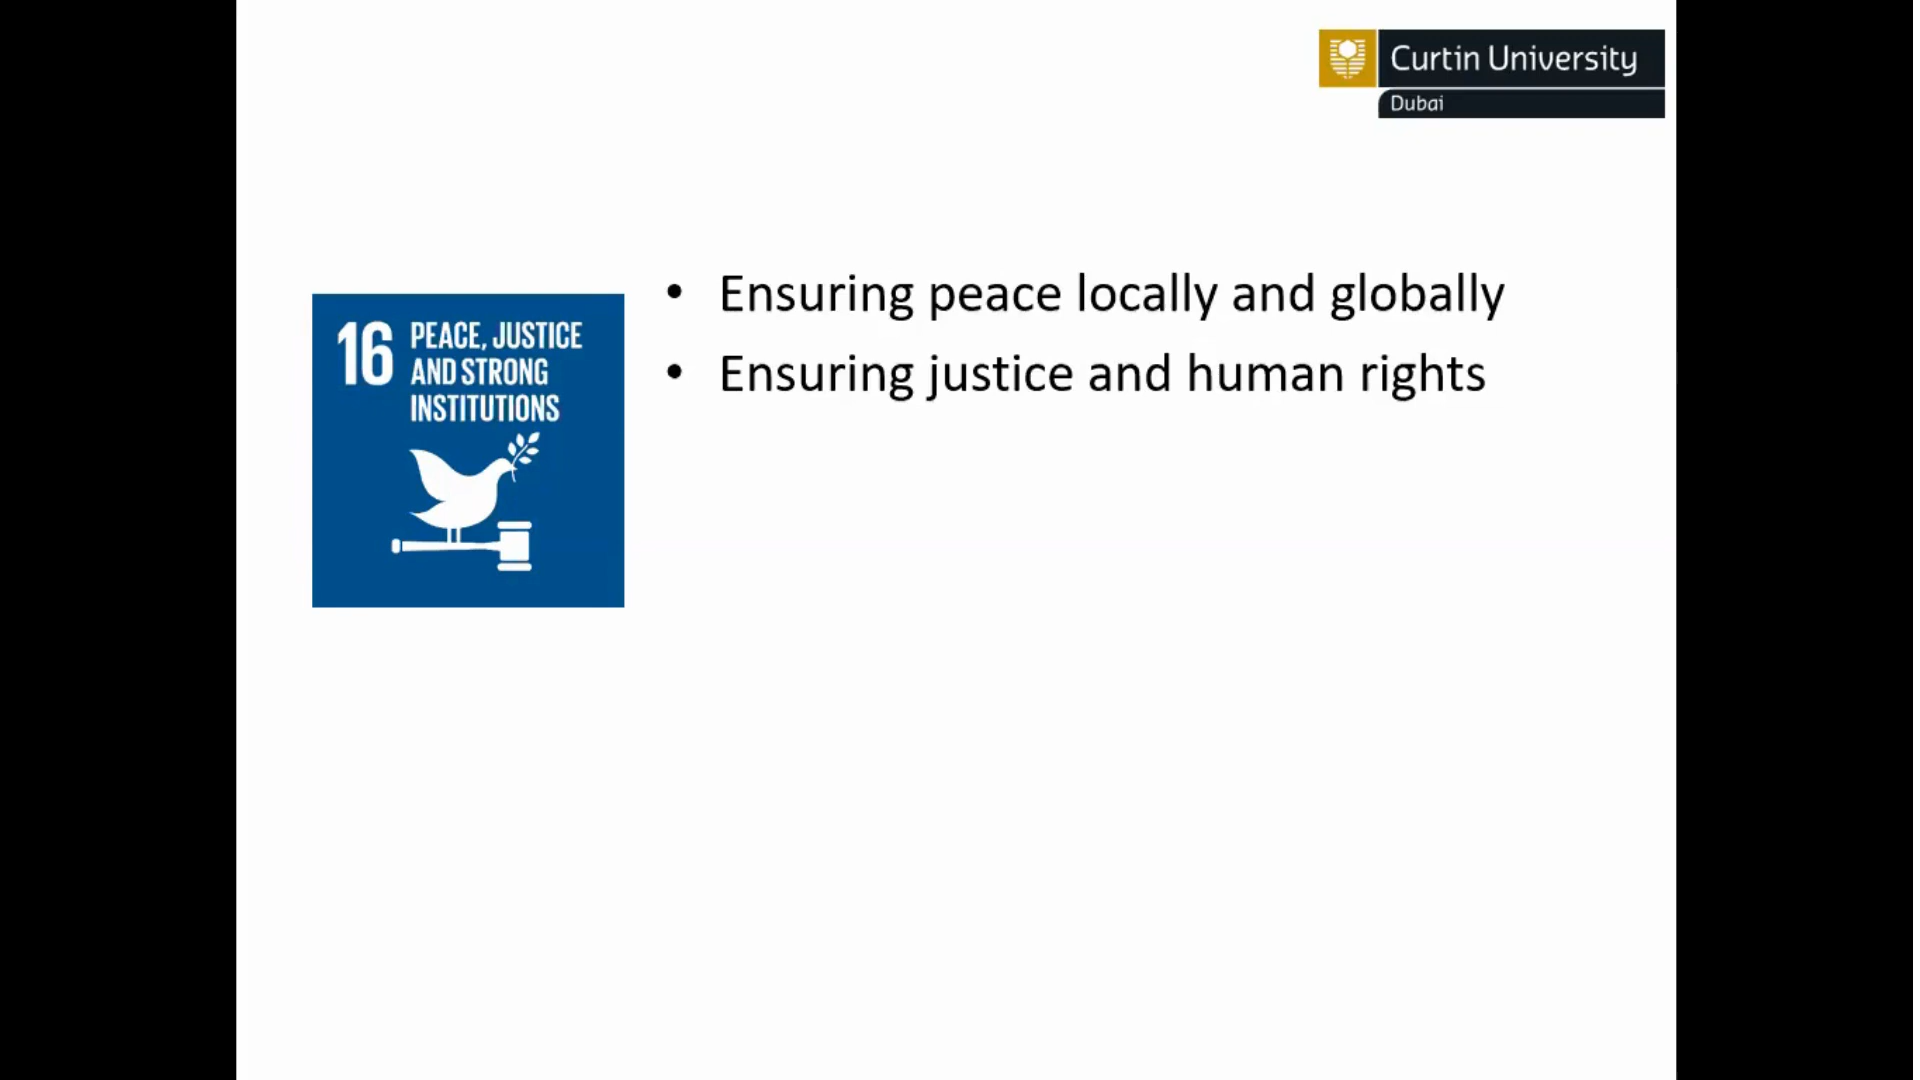 Curtin University
Dubai
• Ensuring peace locally and globally
• Ensuring justice and human rights
16 PEACE, JUSTICE
AND STRONG
INSTITUTIONS